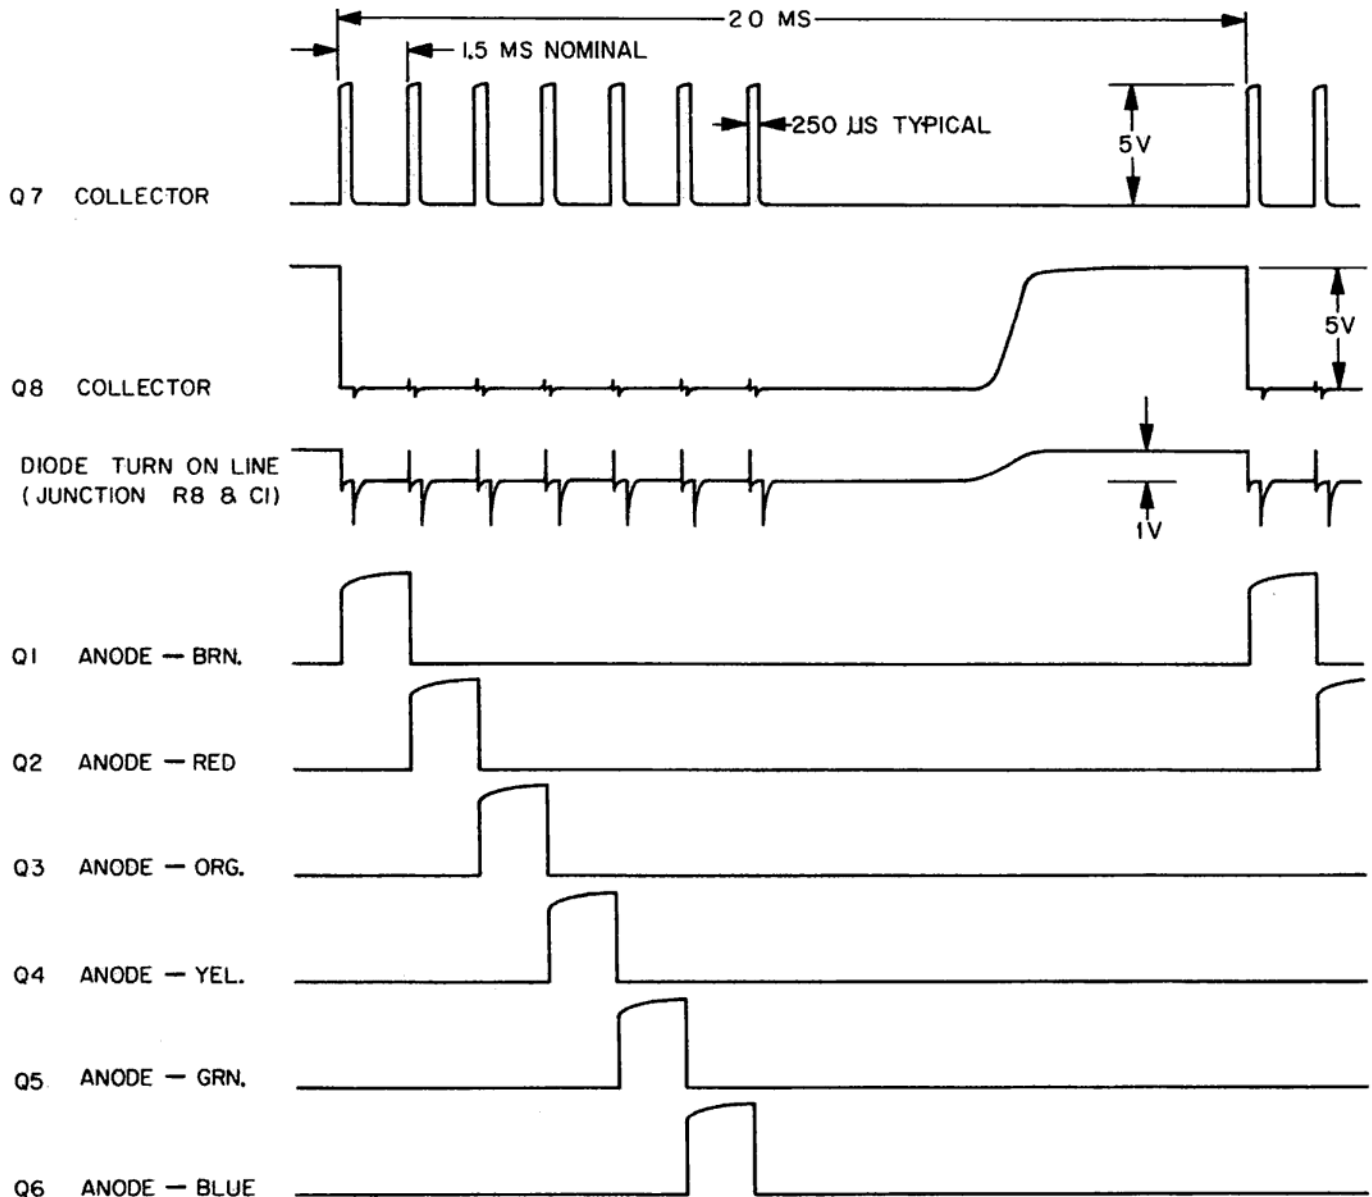 20 MS
1.5 MS NOMINAL
250 µS TYPICAL
5V
Q7 COLLECTOR
5V
Q8 COLLECTOR
DIODE TURN ON LINE
(JUNCTION R8 & C1)
1V
Q1 ANODE — BRN.
Q2 ANODE — RED
Q3 ANODE — ORG.
Q4 ANODE — YEL.
Q5 ANODE — GRN.
Q6 ANODE — BLUE